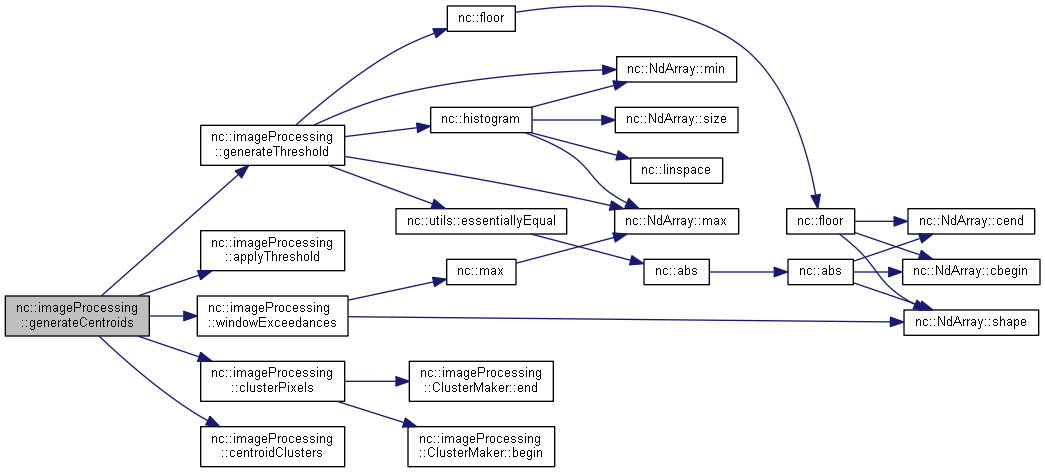 nc::floor
nc::NdArray::min
nc::histogram
nc::NdArray::size
nc::imageProcessing
::generateThreshold
nc::linspace
nc::utils::essentiallyEqual
nc::NdArray::max
nc::floor
nc::NdArray::cend
nc::imageProcessing
::applyThreshold
nc::max
nc::abs
nc::abs
nc::NdArray::cbegin
nc::imageProcessing
::generateCentroids
nc::imageProcessing
::windowExceedances
nc::NdArray::shape
nc::imageProcessing
::clusterPixels
nc::imageProcessing
::ClusterMaker::end
nc::imageProcessing
::centroidClusters
nc::imageProcessing
::ClusterMaker::begin